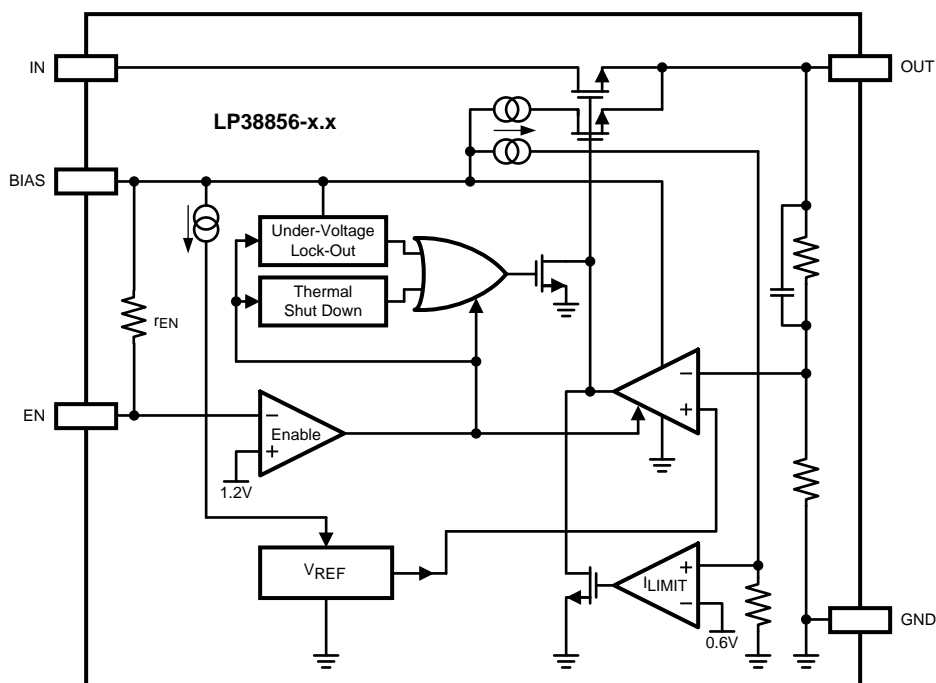 IN
OUT
LP38856-x.x
BIAS
Under-Voltage
Lock-Out
Thermal
Shut Down
rEN
EN
−
Enable
+
1.2V
−
+
VREF
+
ILIMIT
−
0.6V
GND